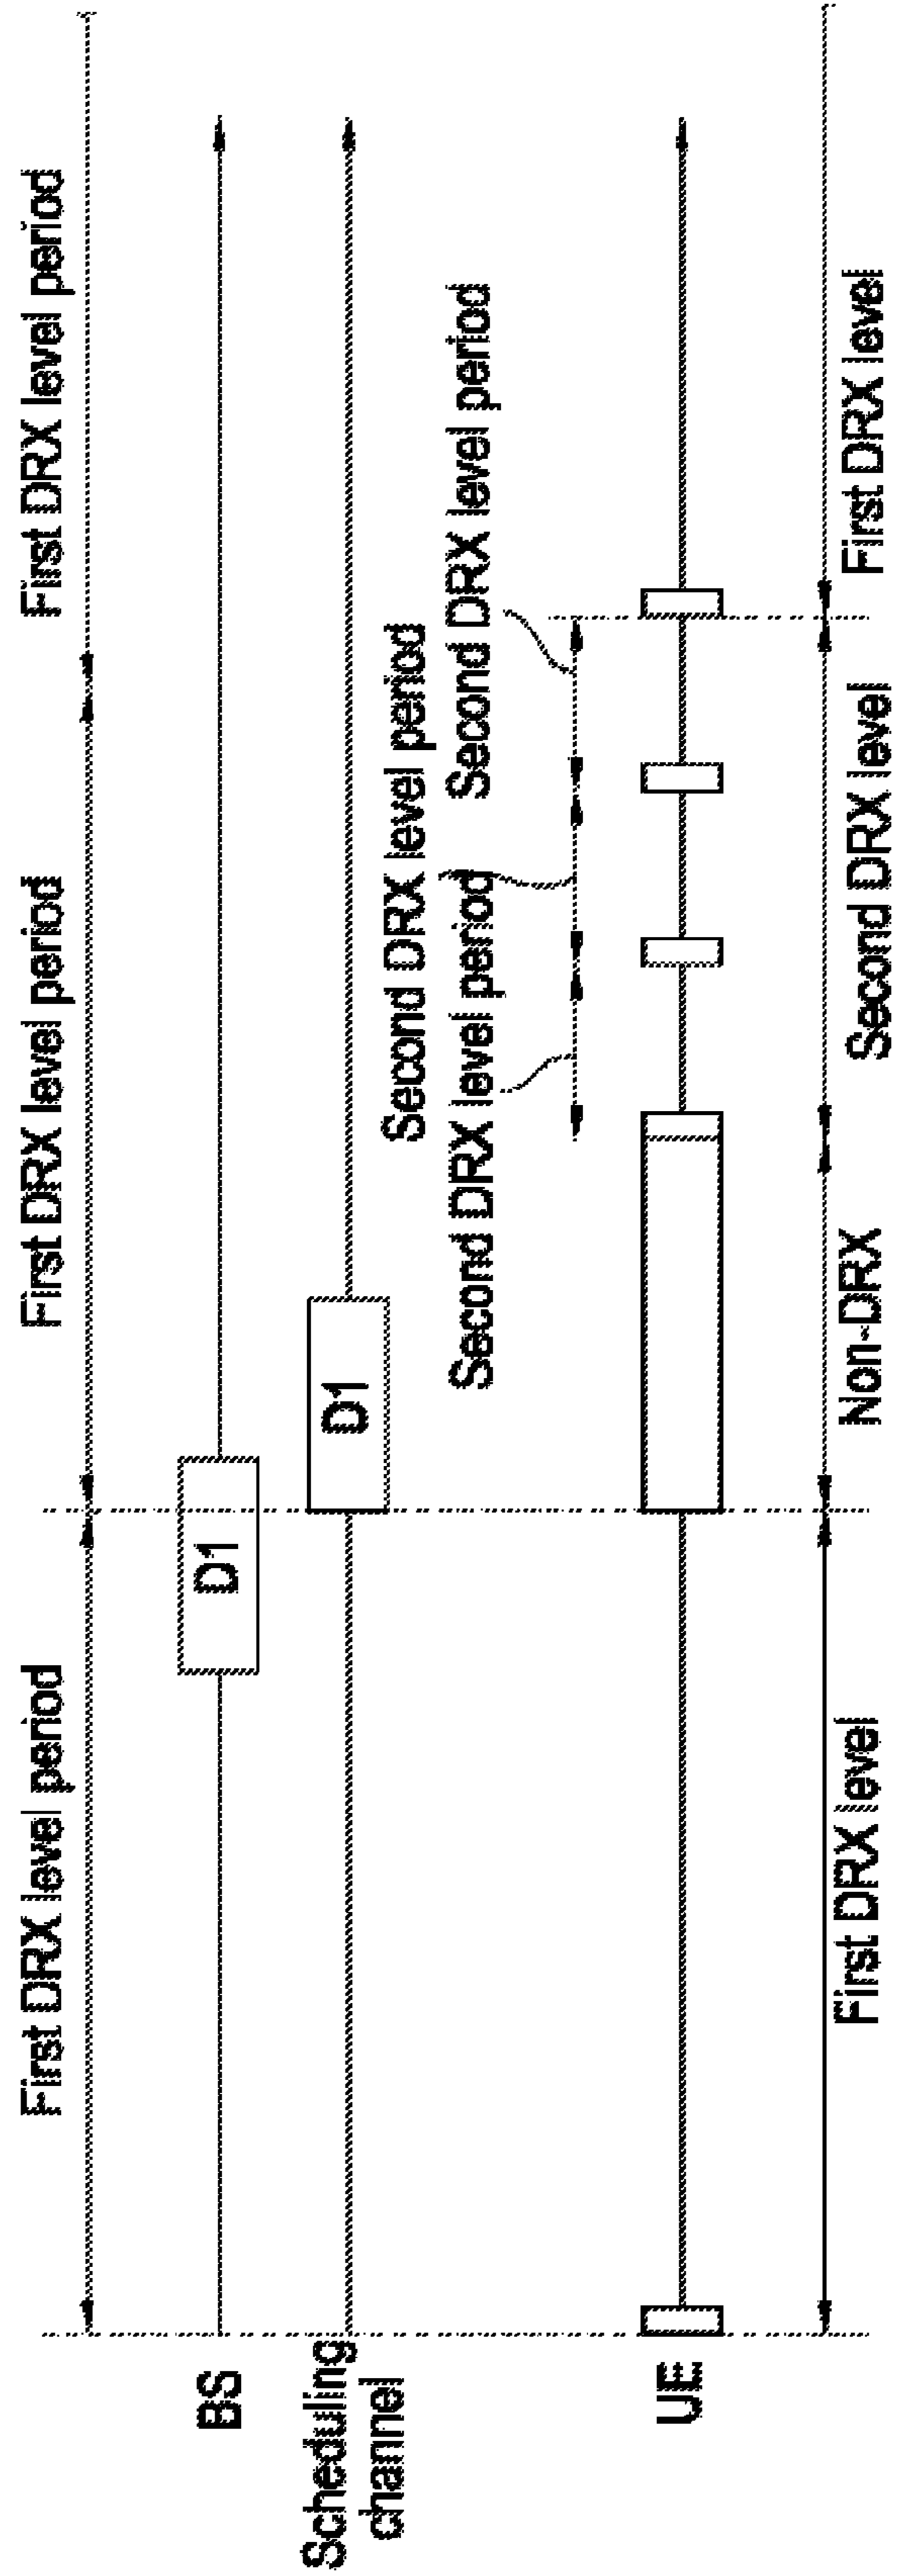 First DRX level period
First DRX level period
First DRX level period
BS
D1
Scheduling
channel
D1
Second DRX level period
Second DRX level period
Second DRX level period
UE
First DRX level
Non-DRX
Second DRX level
First DRX level